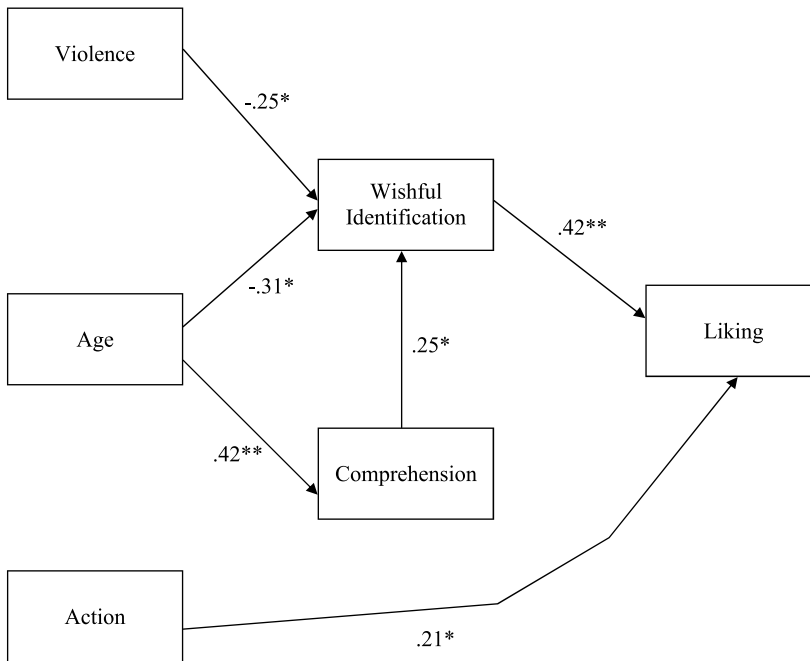 Violence
-.25*
Wishful
Identification
.42**
-.31*
Age
.25*
Liking
.42**
Comprehension
Action
.21*